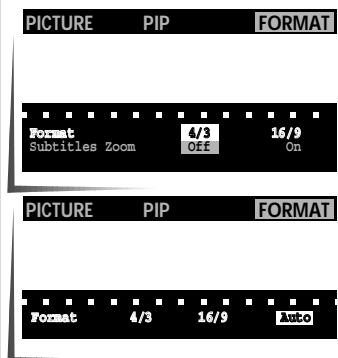 PICTURE PIP FORMAT
Format 4/3 16/9
Subtitles Zoom Off On
PICTURE PIP FORMAT
Format 4/3 16/9 Auto